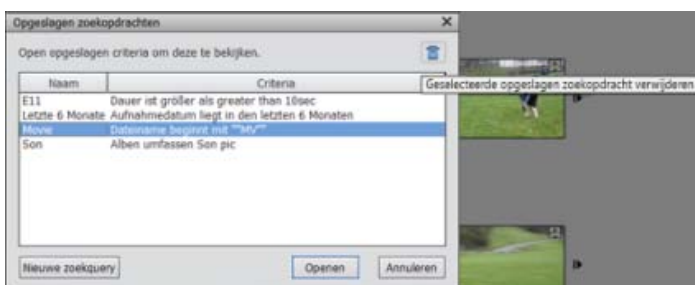 Opgeslagen zoekopdrachten
Open opgeslagen criteria om deze te bekijken.
Geselecteerde opgeslagen zoekopdracht verwijderen
Naam Criteria
E11 Dauer ist größer als greater than 10sec
Letzte 6 Monate Aufnahmedatum liegt in den letzten 6 Monaten
Movie Dateiname beginnt mit ""MV""
Son Alben umfassen Son pic
Nieuwe zoekquery Openen Annuleren